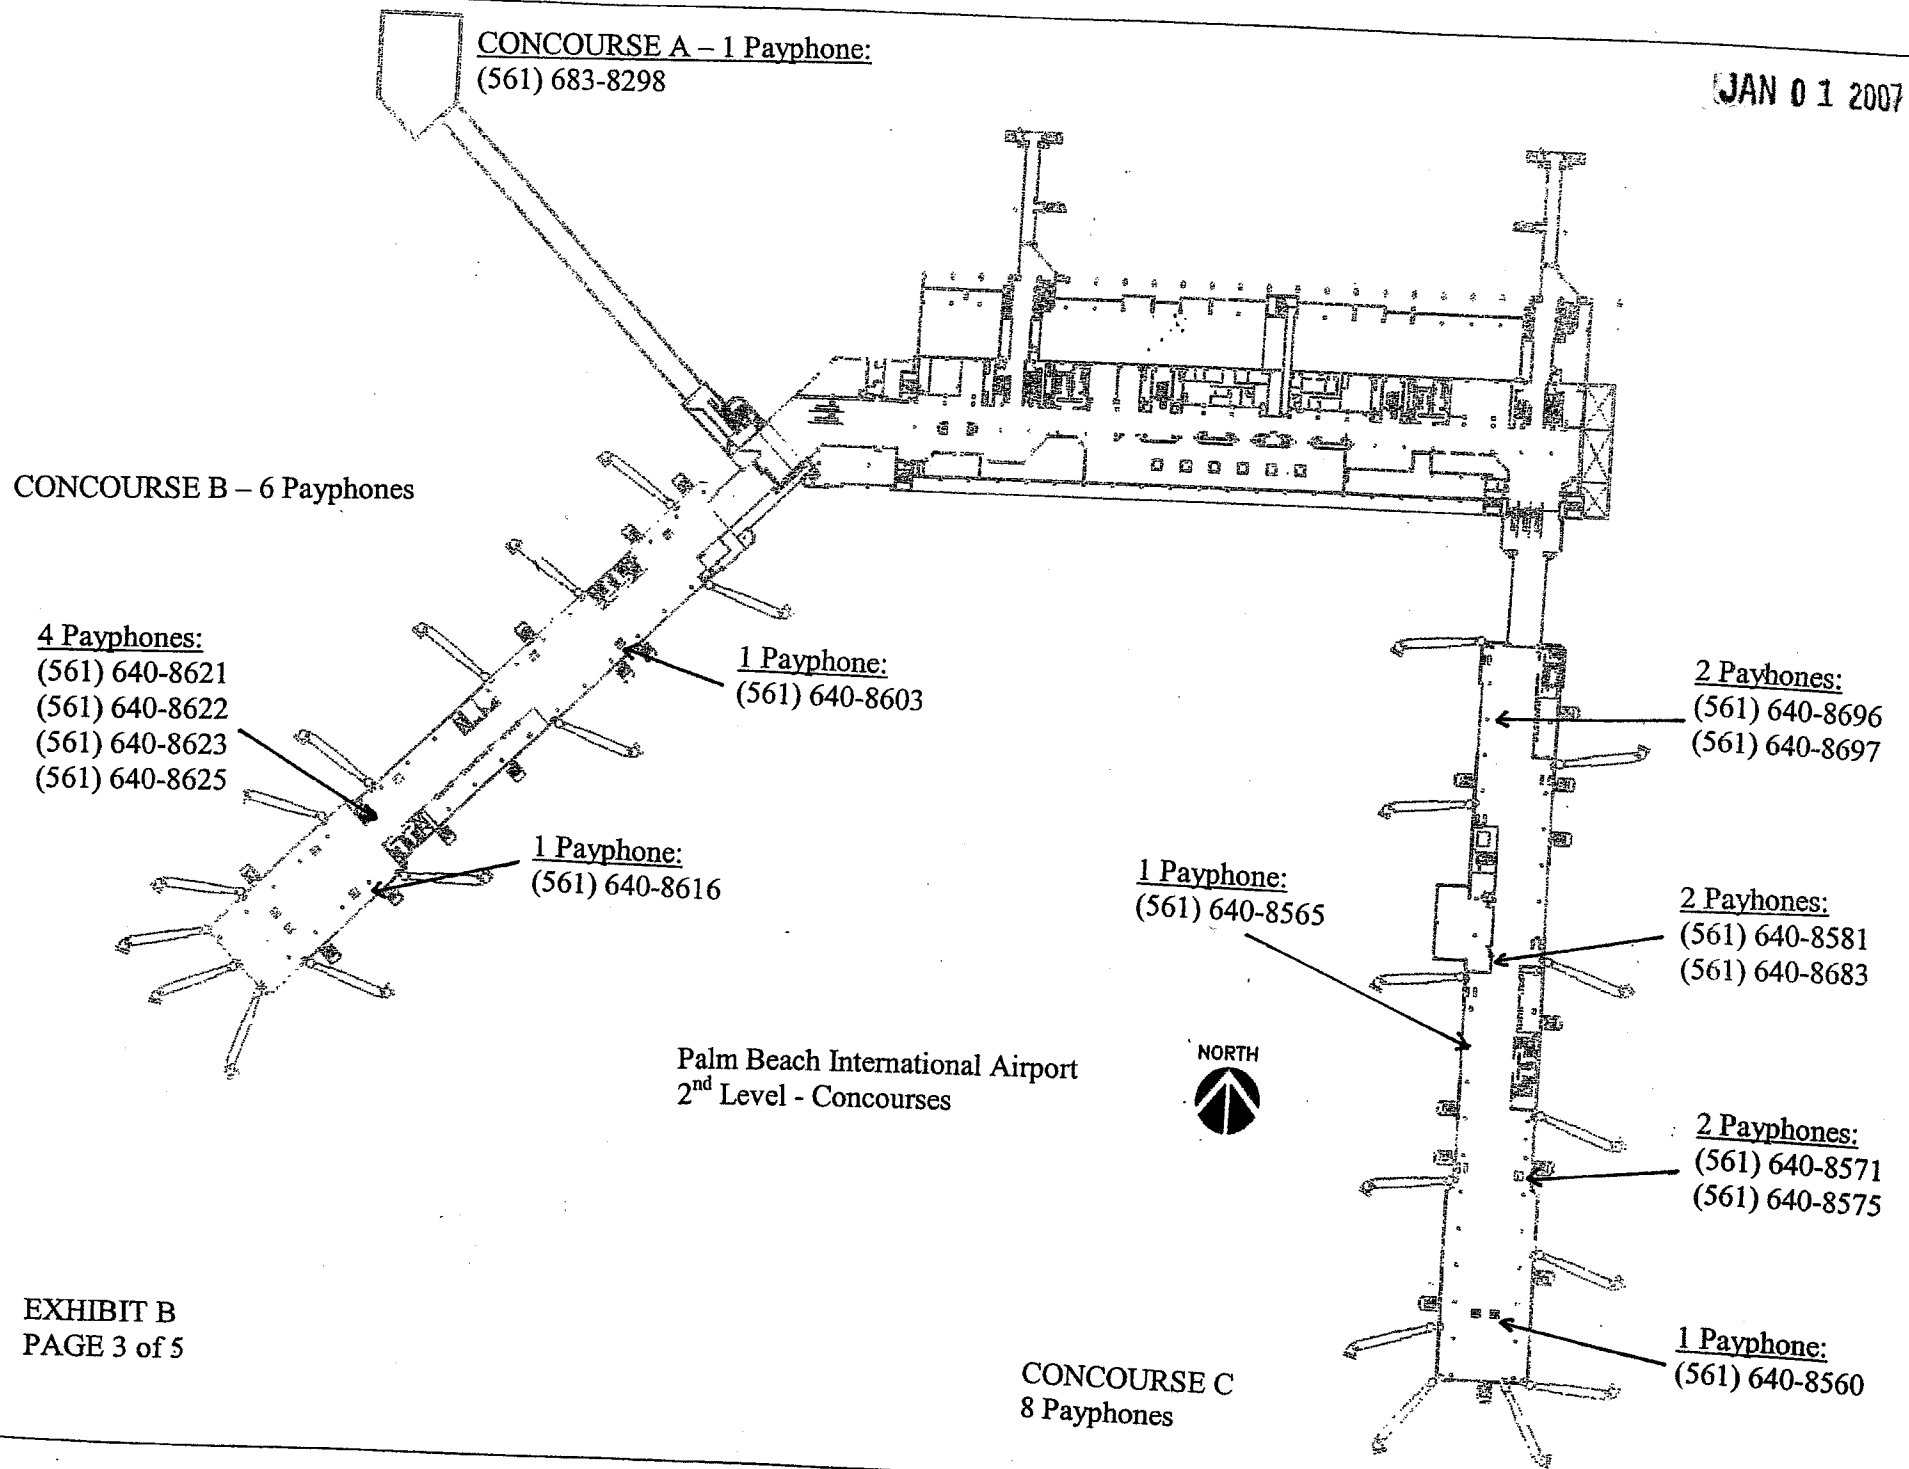 CONCOURSE A – 1 Payphone:
(561) 683-8298
JAN 01 2007
CONCOURSE B – 6 Payphones
4 Payphones:
(561) 640-8621
(561) 640-8622
(561) 640-8623
(561) 640-8625
1 Payphone:
(561) 640-8603
1 Payphone:
(561) 640-8616
2 Payhones:
(561) 640-8696
(561) 640-8697
1 Payphone:
(561) 640-8565
2 Payhones:
(561) 640-8581
(561) 640-8683
Palm Beach International Airport
2nd Level - Concourses
NORTH
2 Payphones:
(561) 640-8571
(561) 640-8575
1 Payphone:
(561) 640-8560
CONCOURSE C
8 Payphones
EXHIBIT B
PAGE 3 of 5